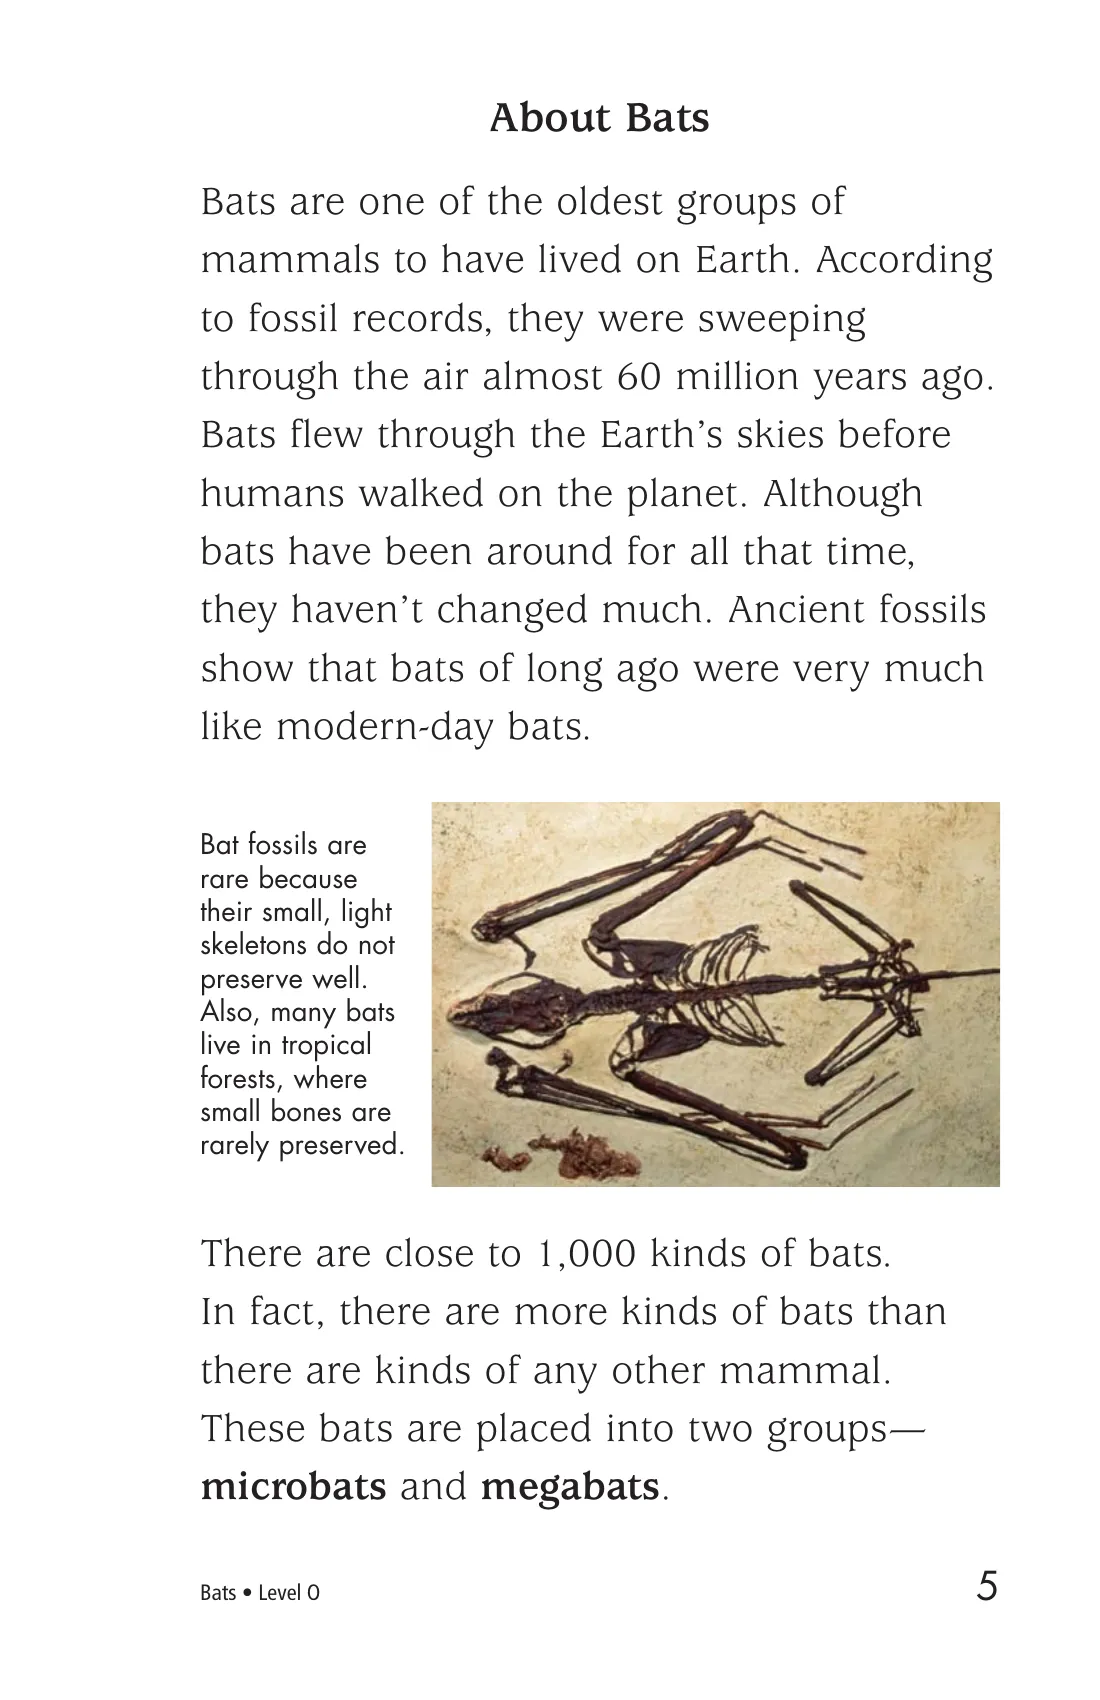 About Bats
Bats are one of the oldest groups of
mammals to have lived on Earth. According
to fossil records, they were sweeping
through the air almost 60 million years ago.
Bats flew through the Earth’s skies before
humans walked on the planet. Although
bats have been around for all that time,
they haven’t changed much. Ancient fossils
show that bats of long ago were very much
like modern-day bats.
Bat fossils are
rare because
their small, light
skeletons do not
preserve well.
Also, many bats
live in tropical
forests, where
small bones are
rarely preserved.
There are close to 1,000 kinds of bats.
In fact, there are more kinds of bats than
there are kinds of any other mammal.
These bats are placed into two groups—
microbats and megabats.
Bats • Level O
5